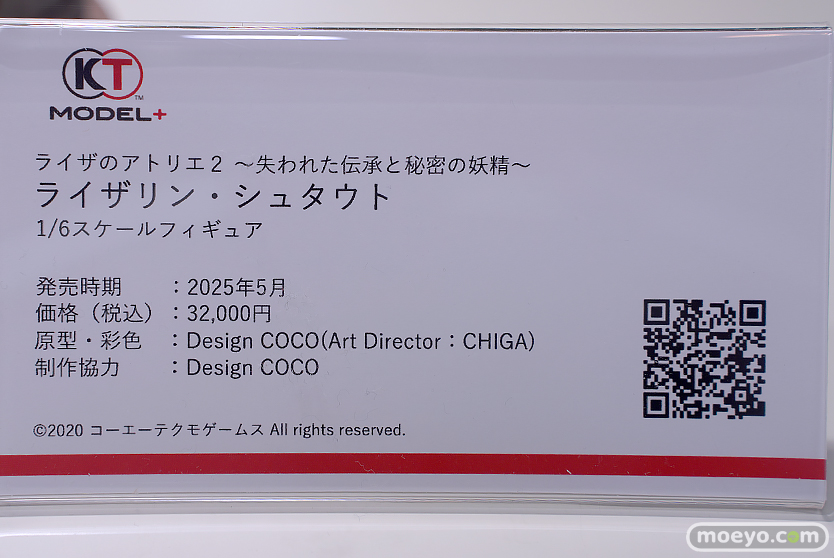 KT
TM
MODEL+
ライザのアトリエ2 ～失われた伝承と秘密の妖精～
ライザリン・シュタウト
1/6スケールフィギュア
発売時期 ：2025年5月
価格（税込）：32,000円
原型・彩色 ：Design COCO(Art Director：CHIGA)
制作協力 ：Design COCO
©2020 コーエーテクモゲームス All rights reserved.
moeyo.com